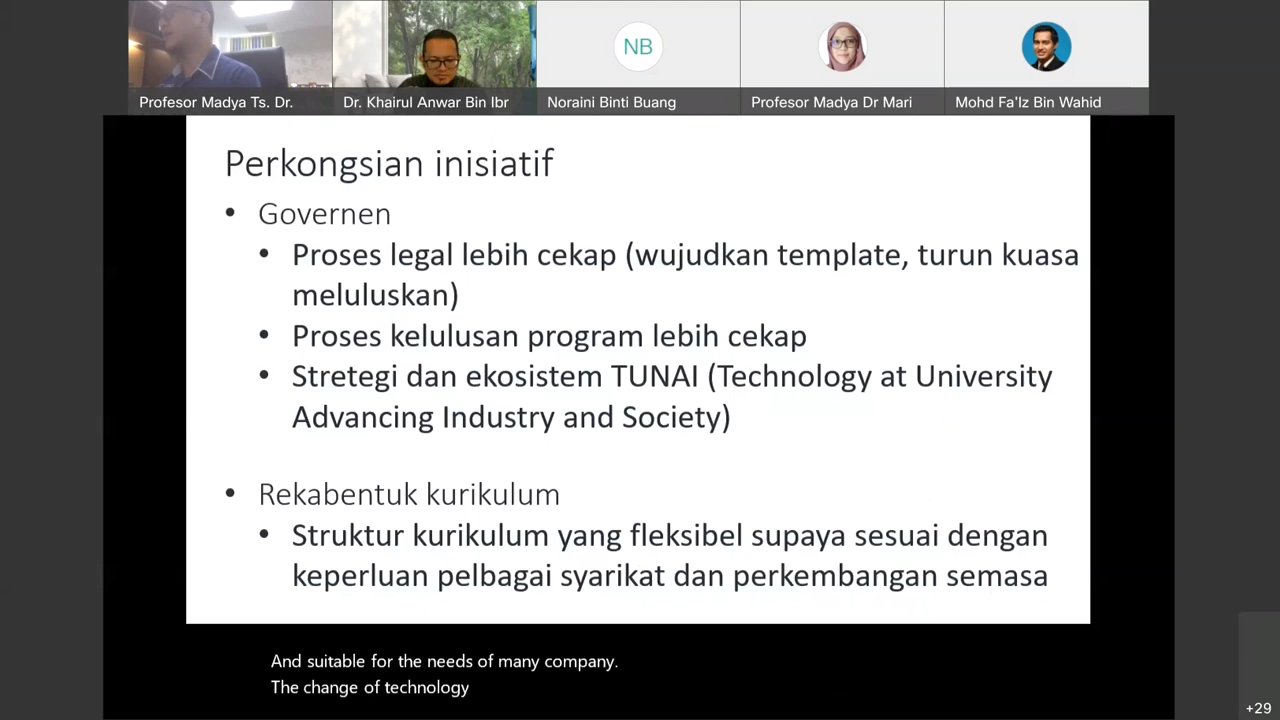 NB
Profesor Madya Ts. Dr.
Dr. Khairul Anwar Bin Ibr
Noraini Binti Buang
Profesor Madya Dr Mari
Mohd Fa'Iz Bin Wahid
Perkongsian inisiatif
• Governen
• Proses legal lebih cekap (wujudkan template, turun kuasa
meluluskan)
• Proses kelulusan program lebih cekap
• Stretegi dan ekosistem TUNAI (Technology at University
Advancing Industry and Society)
• Rekabentuk kurikulum
• Struktur kurikulum yang fleksibel supaya sesuai dengan
keperluan pelbagai syarikat dan perkembangan semasa
And suitable for the needs of many company.
The change of technology
+29